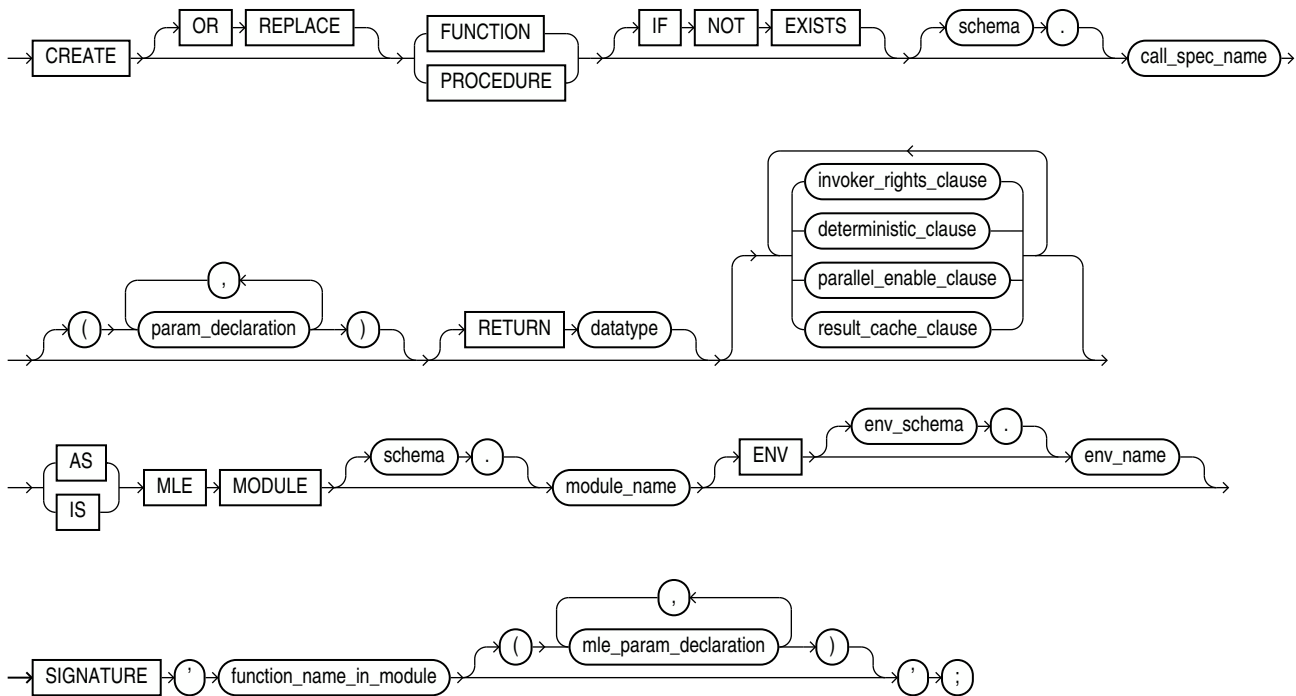 OR REPLACE IF NOT EXISTS schema .
CREATE FUNCTION call_spec_name
PROCEDURE
invoker_rights_clause
deterministic_clause
, parallel_enable_clause
( param_declaration ) RETURN datatype result_cache_clause
env_schema .
AS schema . ENV env_name
MLE MODULE module_name
IS
,
( mle_param_declaration )
SIGNATURE ' function_name_in_module ' ;